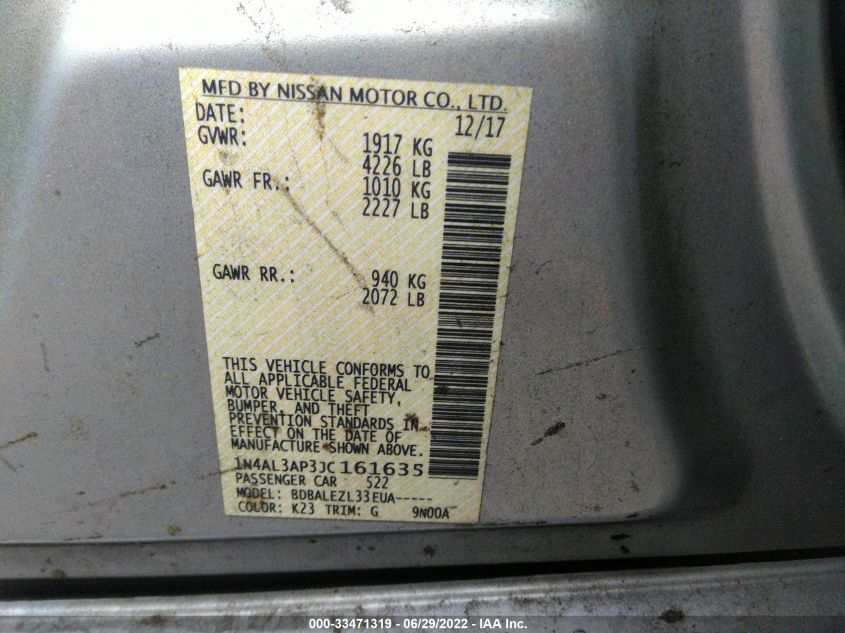 MFD BY NISSAN MOTOR CO., LTD.
DATE: 12/17
GVWR: 1917 KG
4226 LB
GAWR FR.: 1010 KG
2227 LB
GAWR RR.: 940 KG
2072 LB
THIS VEHICLE CONFORMS TO
ALL APPLICABLE FEDERAL
MOTOR VEHICLE SAFETY,
BUMPER, AND THEFT
PREVENTION STANDARDS IN
EFFECT ON THE DATE OF
MANUFACTURE SHOWN ABOVE.
1N4AL3AP3JC161635
PASSENGER CAR 522
MODEL: BDBALEZL33EUA-----
COLOR: K23 TRIM: G 9N00A
000-33471319 - 06/29/2022 - IAA Inc.